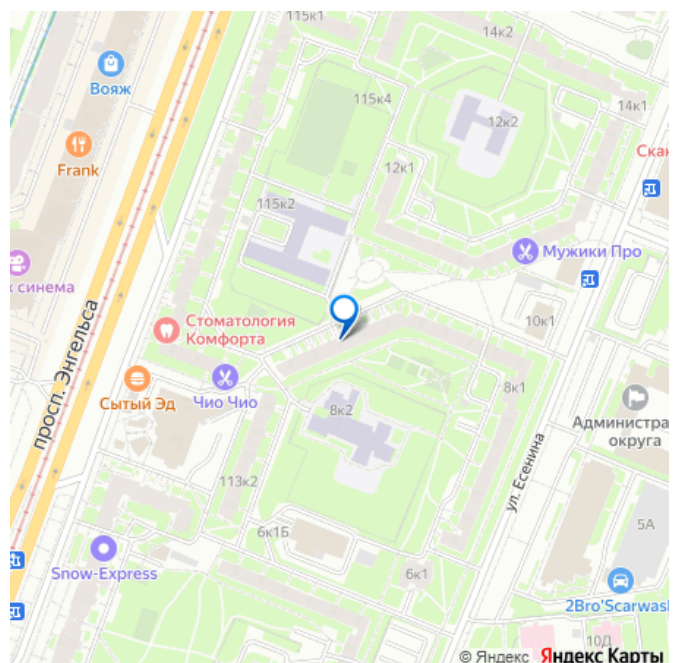 115к1
14к2
Вояж
115к4
14к1
12к2
Frank
Скан
12к1
115к2
Мужики Про
к синема
Стоматология
Комфорта
10к1
просп. Энгельса
Сытый Эд
Чио Чио
8к1
8к2
Администра
округа
ул. Есенина
113к2
6к1Б
5А
Snow-Express
6к1
2Bro'Scarwash
10Д
© Яндекс Яндекс Карты